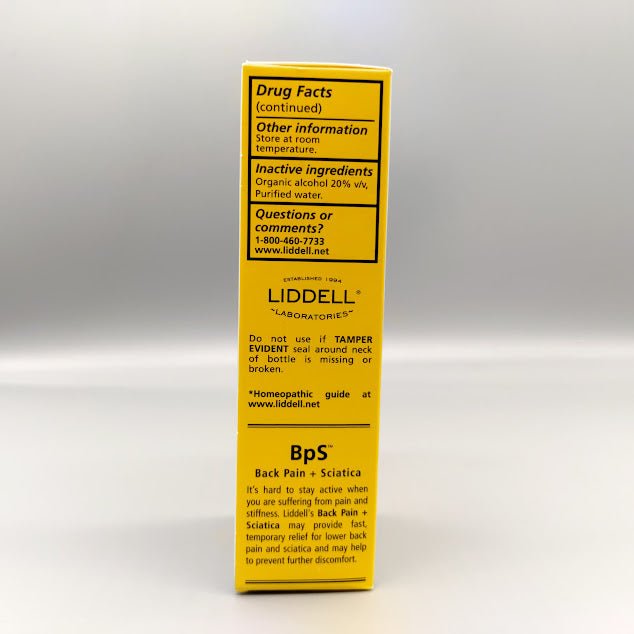 Drug Facts
(continued)
Other information
Store at room
temperature.
Inactive ingredients
Organic alcohol 20% v/v,
Purified water.
Questions or
comments?
1-800-460-7733
www.liddell.net
ESTABLISHED 1994
LIDDELL®
~LABORATORIES~
Do not use if TAMPER
EVIDENT seal around neck
of bottle is missing or
broken.
*Homeopathic guide at
www.liddell.net
BpS™
Back Pain + Sciatica
It's hard to stay active when
you are suffering from pain and
stiffness. Liddell's Back Pain +
Sciatica may provide fast,
temporary relief for lower back
pain and sciatica and may help
to prevent further discomfort.